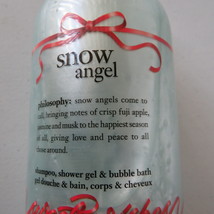 snow
angel
philosophy: snow angels come to
call, bringing notes of crisp fuji apple,
jasmine and musk to the happiest season
of all, giving love and peace to all
those around.
shampoo, shower gel & bubble bath
gel douche & bain, corps & cheveux